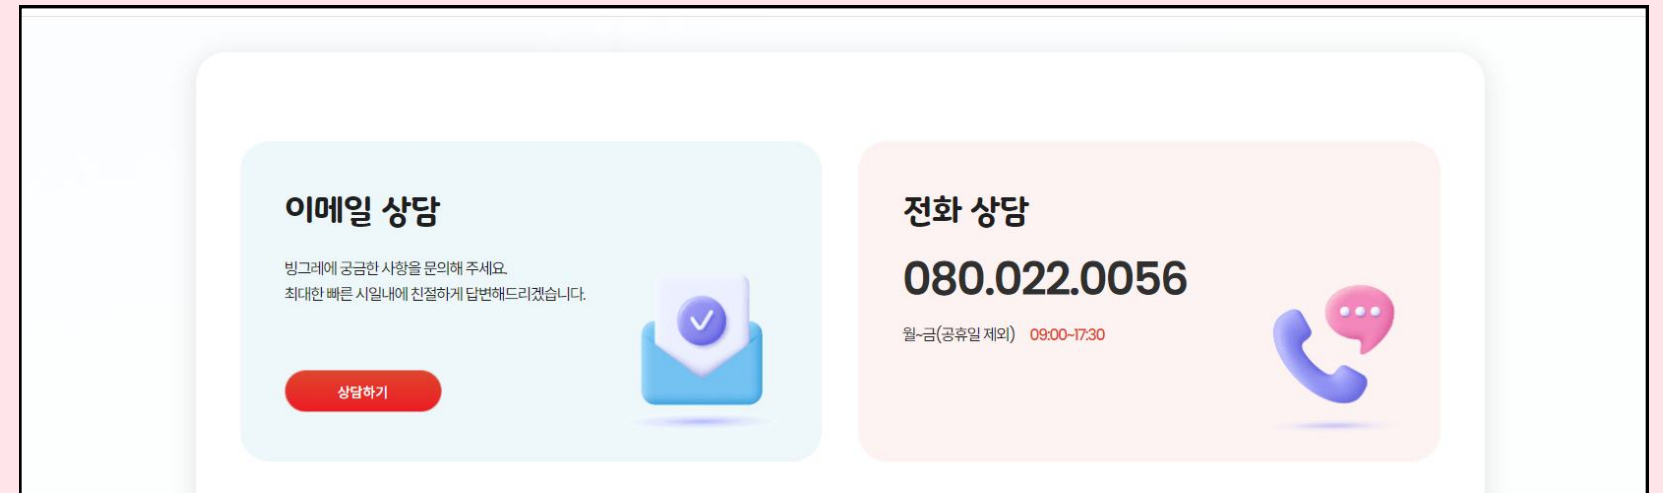 이메일 상담
빙그레에 궁금한 사항을 문의해 주세요.
최대한 빠른 시일내에 친절하게 답변해드리겠습니다.
상담하기
전화 상담
080.022.0056
월~금(공휴일 제외) 09:00~17:30